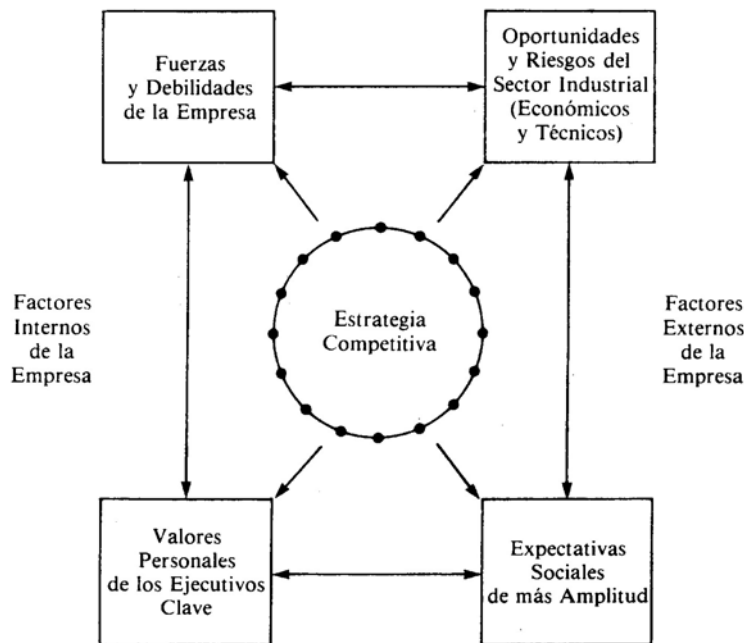 Fuerzas
y Debilidades
de la Empresa
Oportunidades
y Riesgos del
Sector Industrial
(Económicos
y Técnicos)
Factores
Internos
de la
Empresa
Estrategia
Competitiva
Factores
Externos
de la
Empresa
Valores
Personales
de los Ejecutivos
Clave
Expectativas
Sociales
de más Amplitud